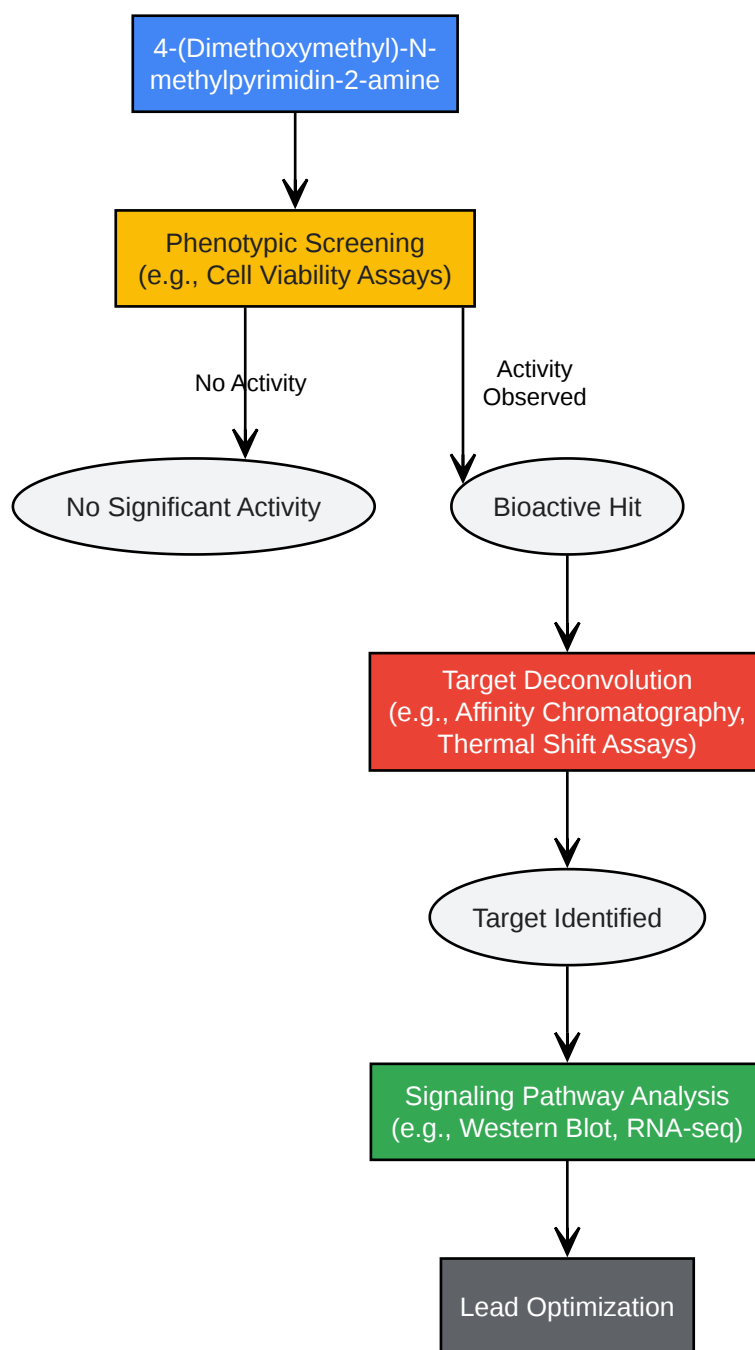 4-(Dimethoxymethyl)-N-
methylpyrimidin-2-amine
Phenotypic Screening
(e.g., Cell Viability Assays)
No Activity
Activity
Observed
No Significant Activity
Bioactive Hit
Target Deconvolution
(e.g., Affinity Chromatography,
Thermal Shift Assays)
Target Identified
Signaling Pathway Analysis
(e.g., Western Blot, RNA-seq)
Lead Optimization